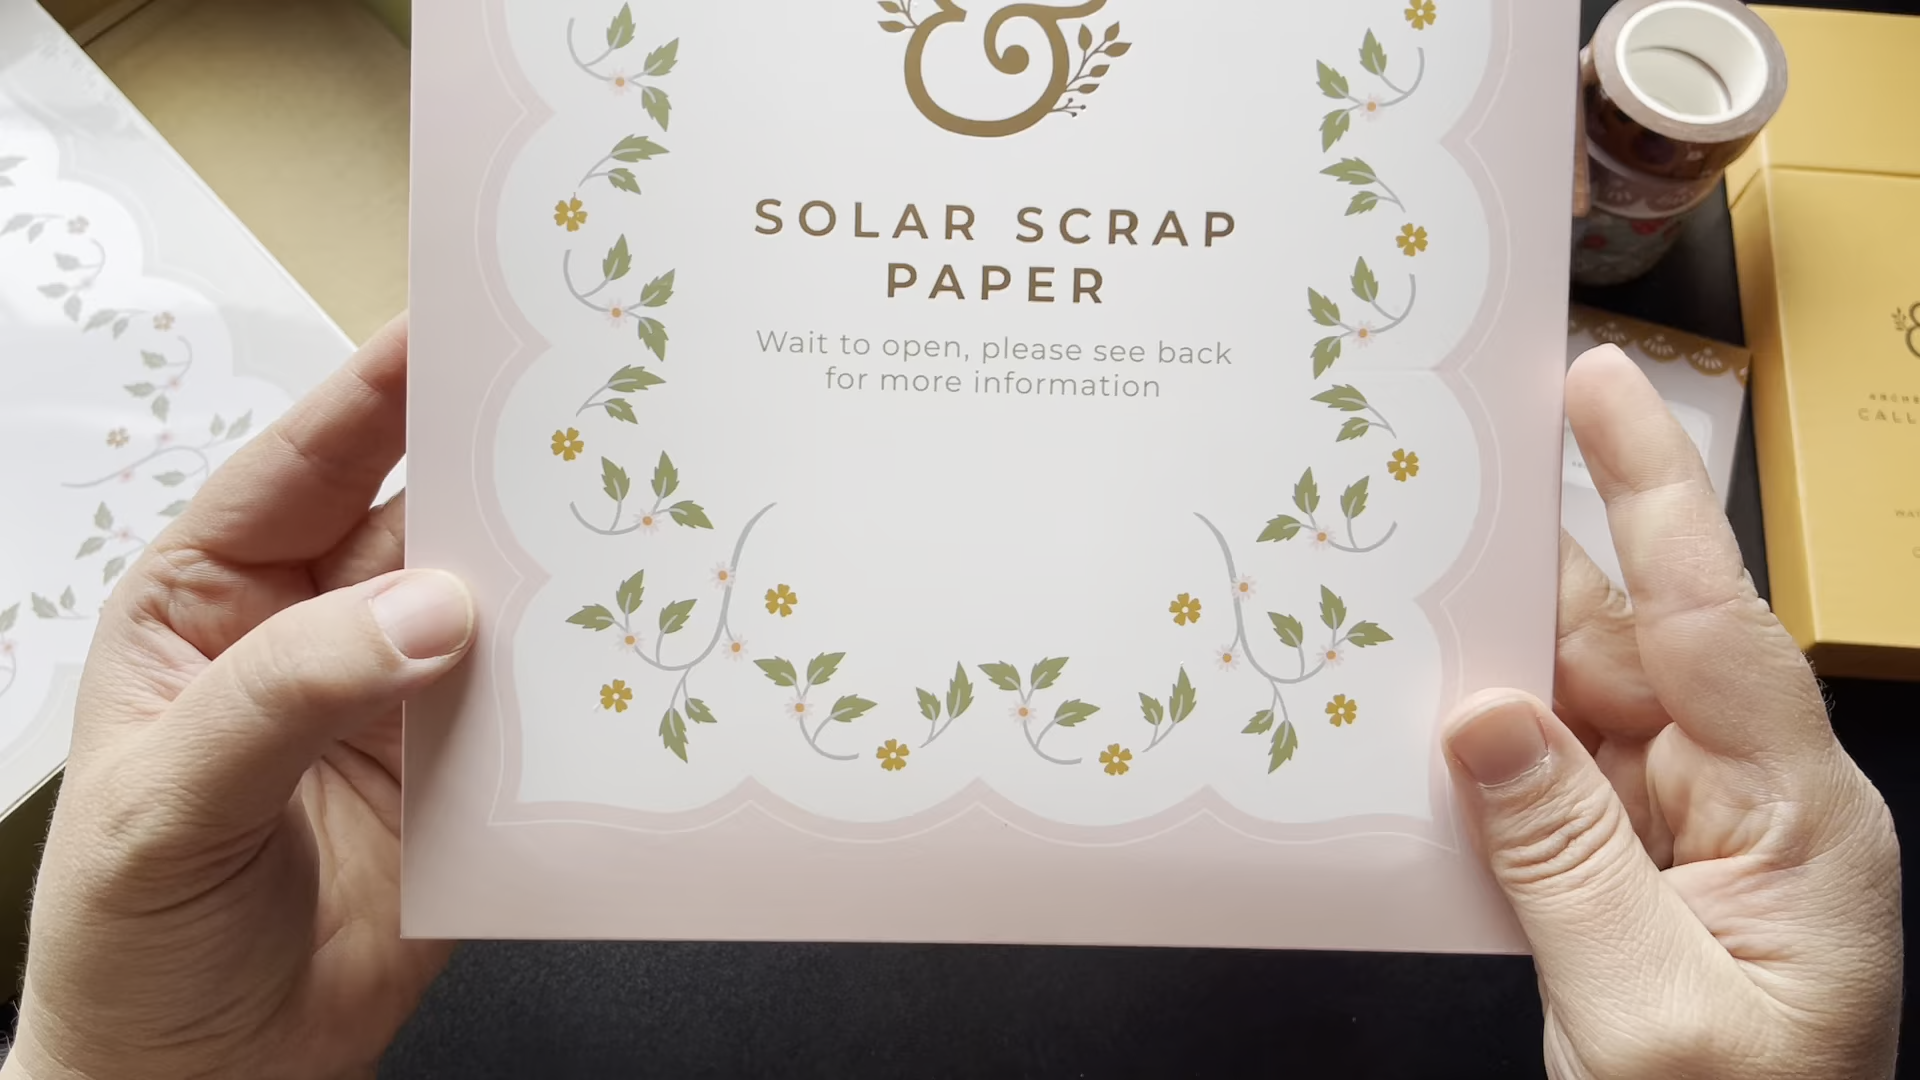 &
SOLAR SCRAP
PAPER
Wait to open, please see back
for more information